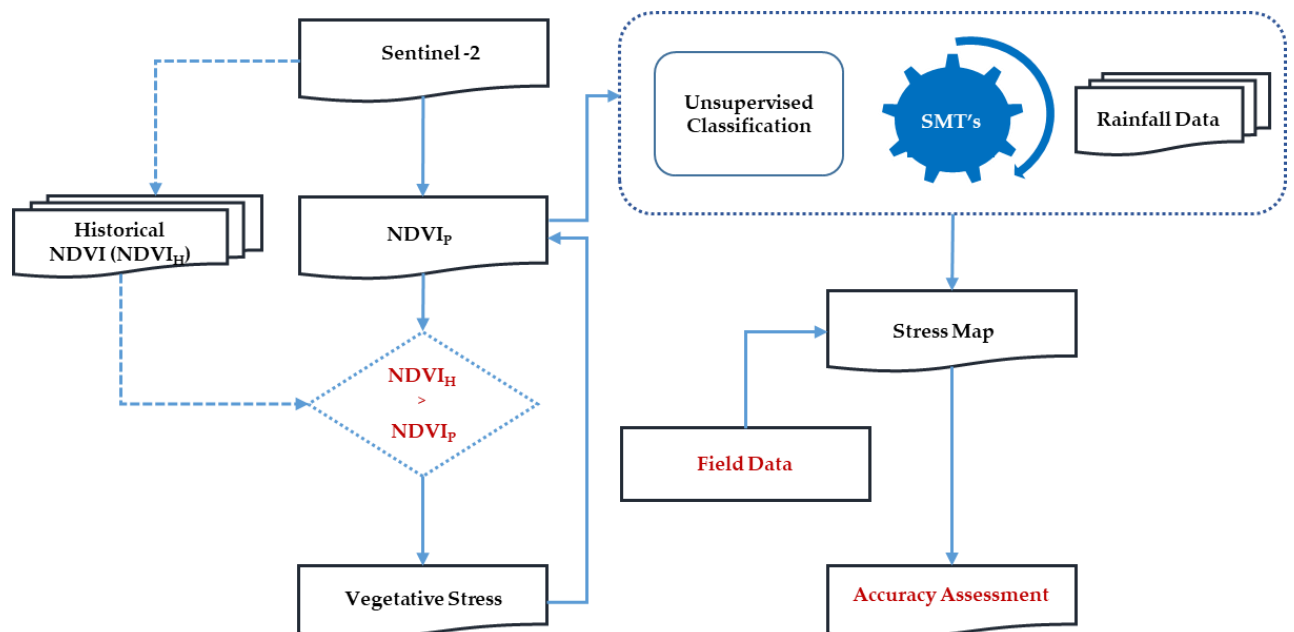 Sentinel -2
Unsupervised
Classification
SMT's
Rainfall Data
Historical
NDVI (NDVIH)
NDVIP
NDVIH
>
NDVIP
Stress Map
Field Data
Vegetative Stress
Accuracy Assessment